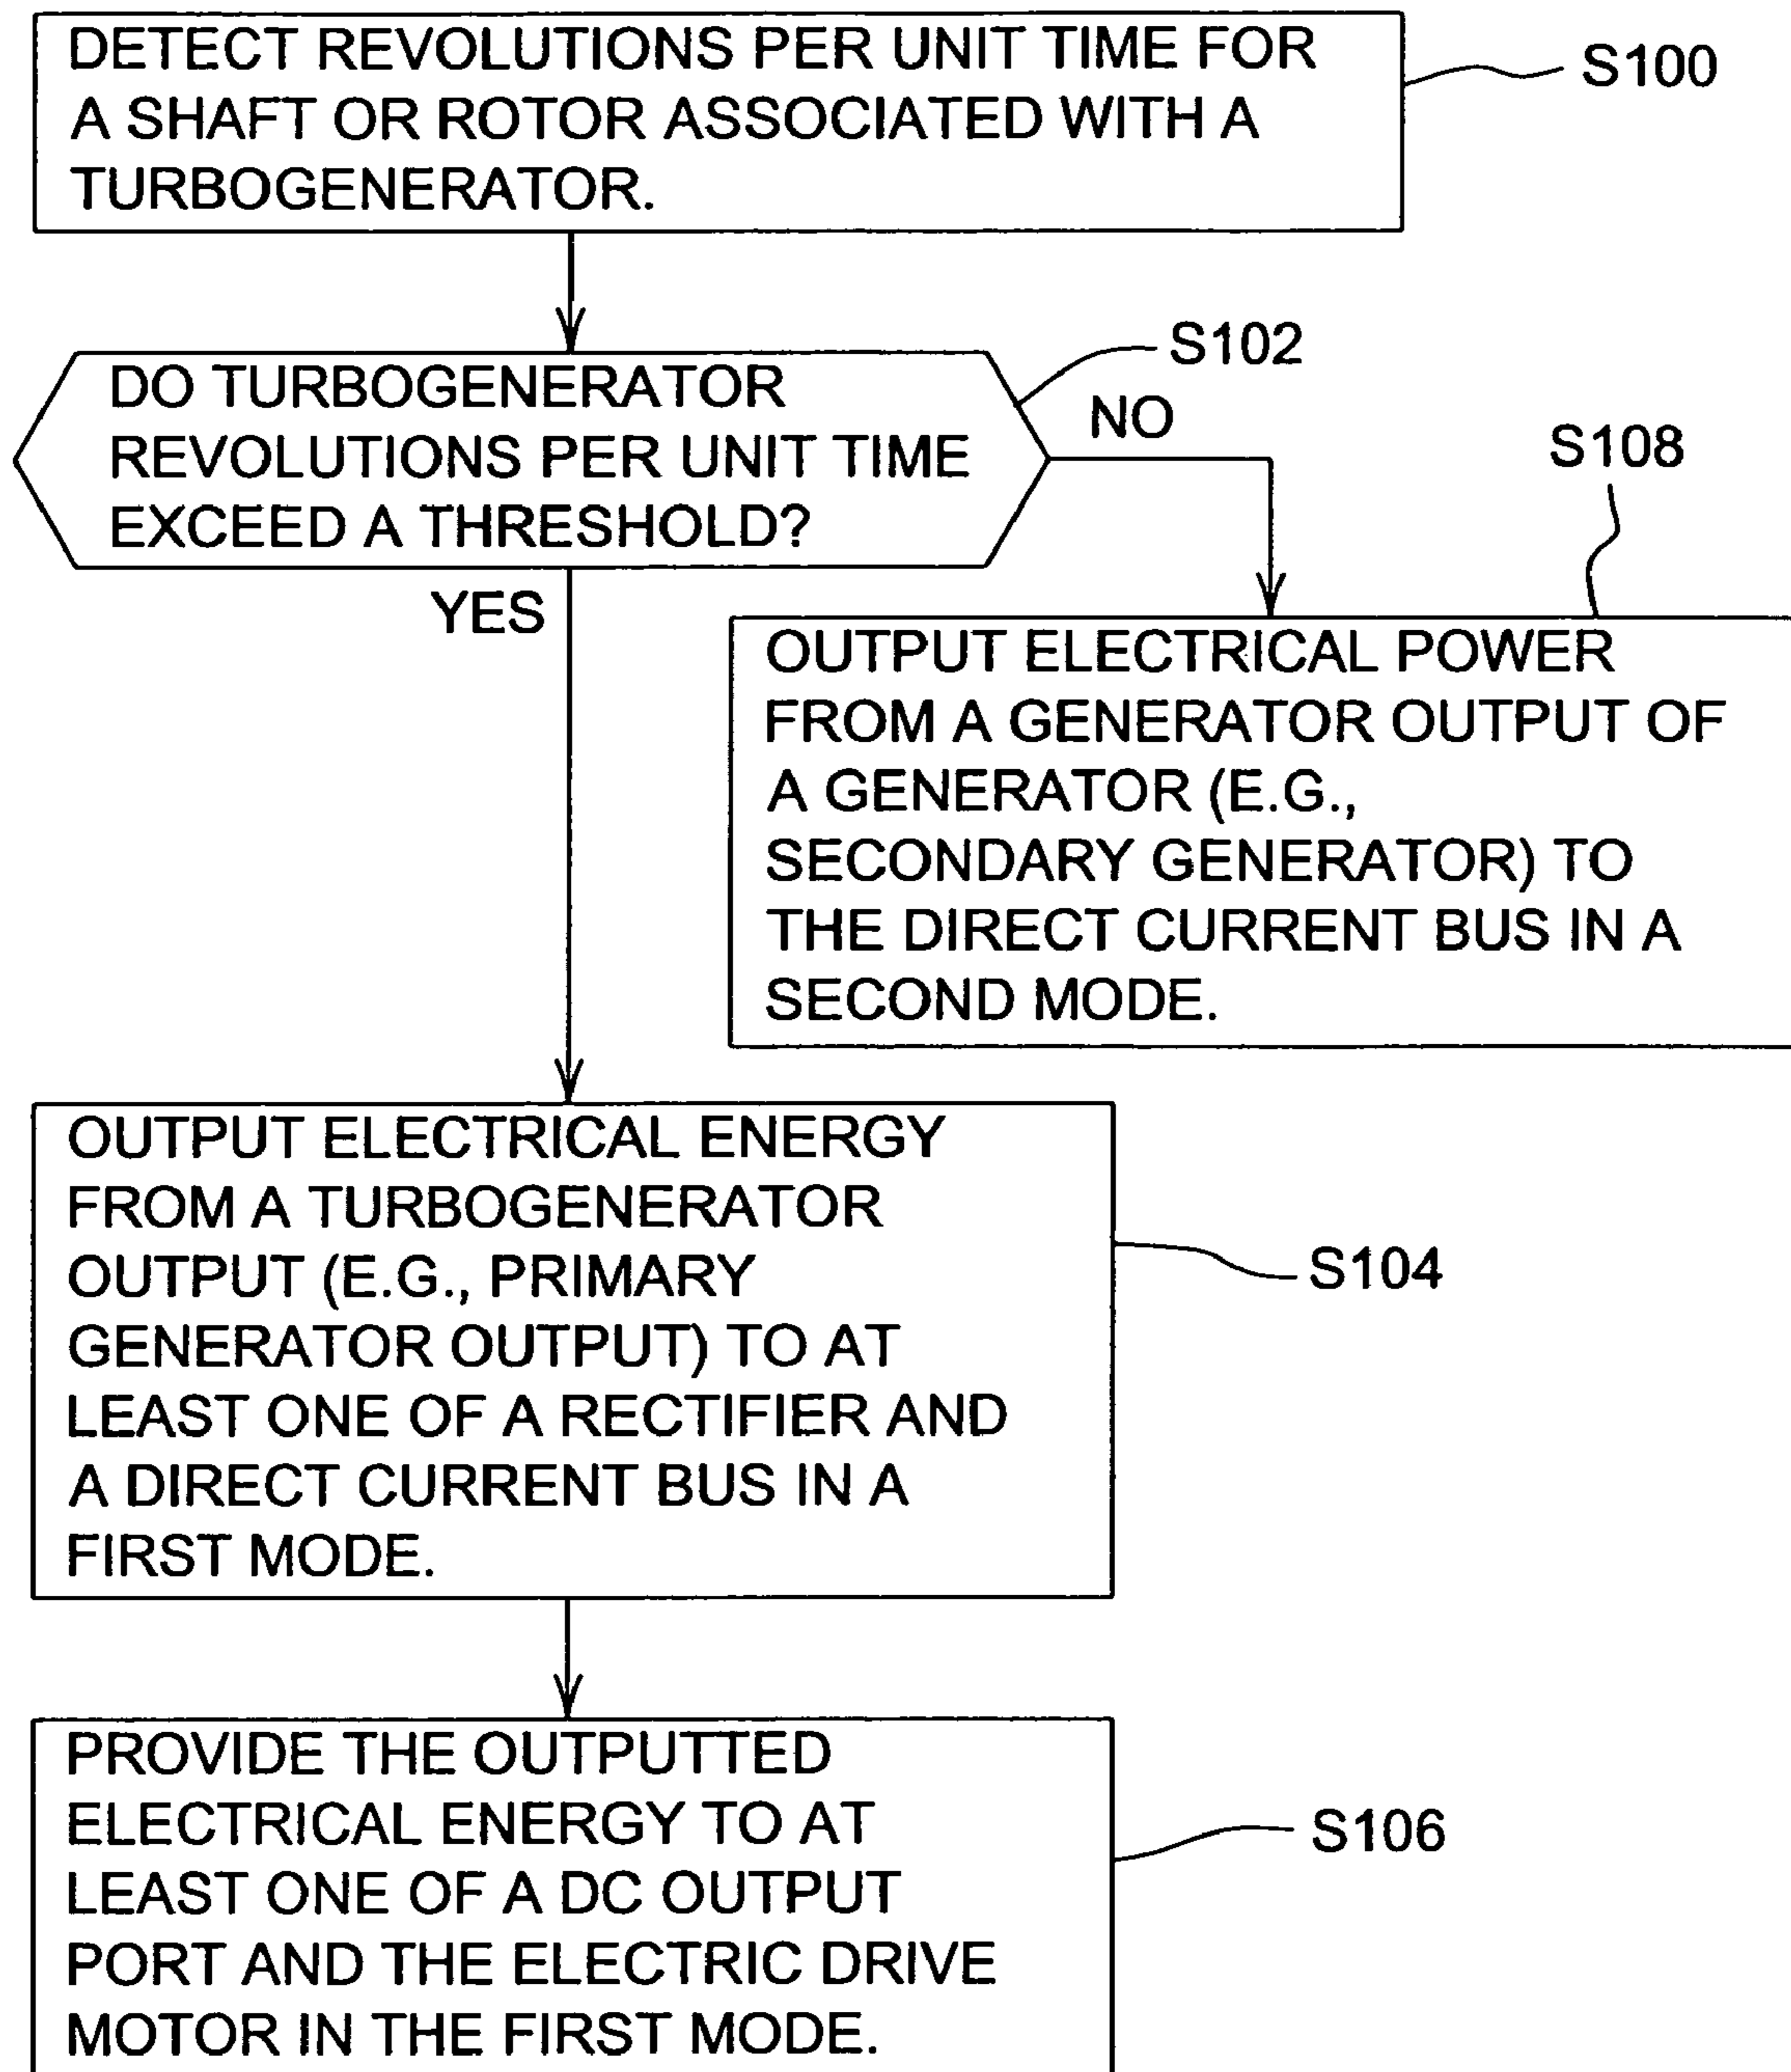 DETECT REVOLUTIONS PER UNIT TIME FOR
A SHAFT OR ROTOR ASSOCIATED WITH A
TURBOGENERATOR.
S100
DO TURBOGENERATOR
REVOLUTIONS PER UNIT TIME
EXCEED A THRESHOLD?
S102
NO
YES
S108
OUTPUT ELECTRICAL POWER
FROM A GENERATOR OUTPUT OF
A GENERATOR (E.G.,
SECONDARY GENERATOR) TO
THE DIRECT CURRENT BUS IN A
SECOND MODE.
OUTPUT ELECTRICAL ENERGY
FROM A TURBOGENERATOR
OUTPUT (E.G., PRIMARY
GENERATOR OUTPUT) TO AT
LEAST ONE OF A RECTIFIER AND
A DIRECT CURRENT BUS IN A
FIRST MODE.
S104
PROVIDE THE OUTPUTTED
ELECTRICAL ENERGY TO AT
LEAST ONE OF A DC OUTPUT
PORT AND THE ELECTRIC DRIVE
MOTOR IN THE FIRST MODE.
S106